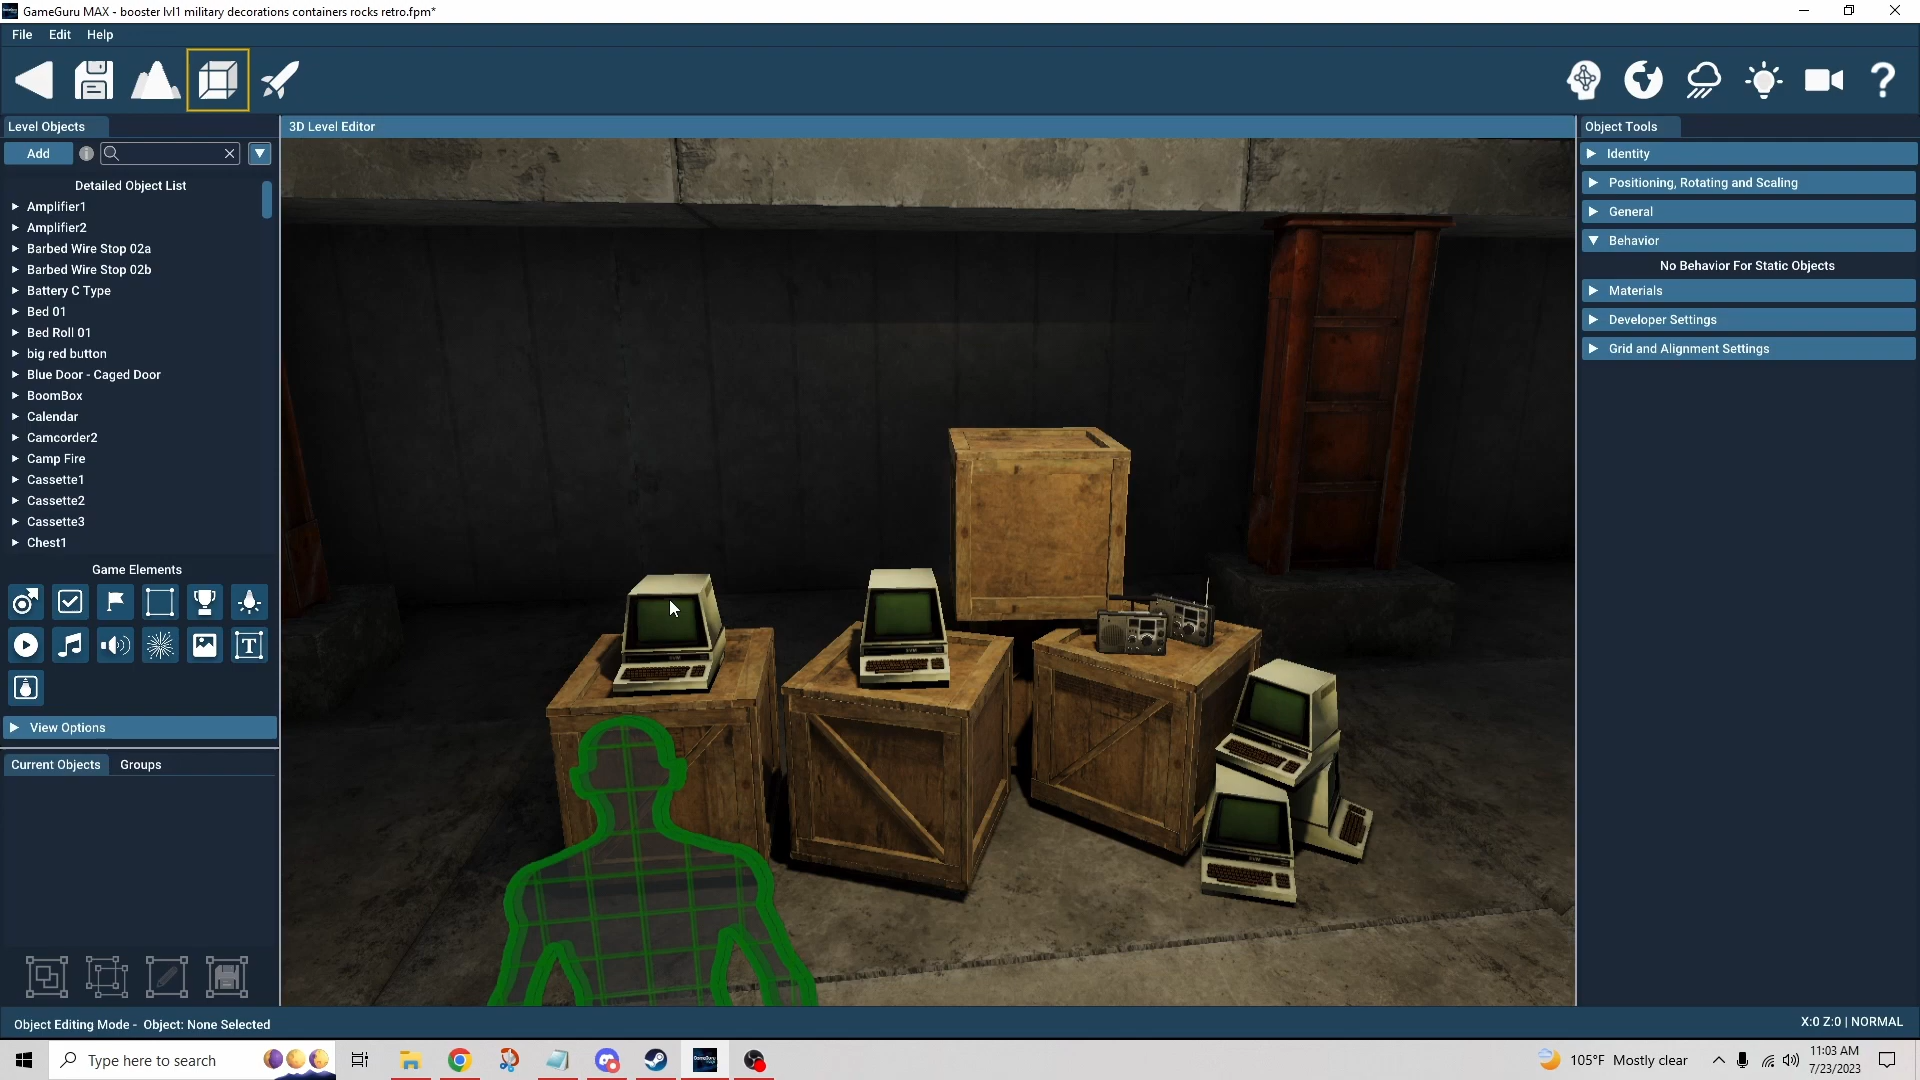 GameGuru MAX - booster lvl1 military decorations containers rocks retro.fpm*
File Edit Help
Level Objects
3D Level Editor
Object Tools
Add
Detailed Object List
Amplifier1
Amplifier2
Barbed Wire Stop 02a
Barbed Wire Stop 02b
Battery C Type
Bed 01
Bed Roll 01
big red button
Blue Door - Caged Door
BoomBox
Calendar
Camcorder2
Camp Fire
Cassette1
Cassette2
Cassette3
Chest1
Game Elements
View Options
Current Objects Groups
Identity
Positioning, Rotating and Scaling
General
Behavior
No Behavior For Static Objects
Materials
Developer Settings
Grid and Alignment Settings
Object Editing Mode - Object: None Selected
X:0 Z:0 | NORMAL
Type here to search
105°F Mostly clear
11:03 AM
7/23/2023